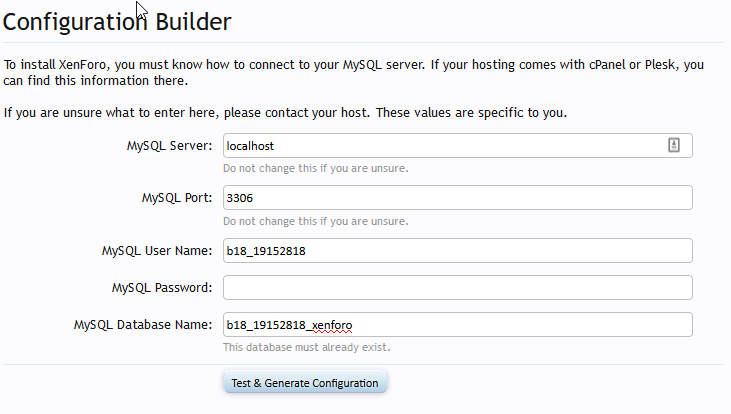 Configuration Builder
To install XenForo, you must know how to connect to your MySQL server. If your hosting comes with cPanel or Plesk, you
can find this information there.
If you are unsure what to enter here, please contact your host. These values are specific to you.
MySQL Server: localhost
Do not change this if you are unsure.
MySQL Port: 3306
Do not change this if you are unsure.
MySQL User Name: b18_19152818
MySQL Password:
MySQL Database Name: b18_19152818_xenforo
This database must already exist.
Test & Generate Configuration